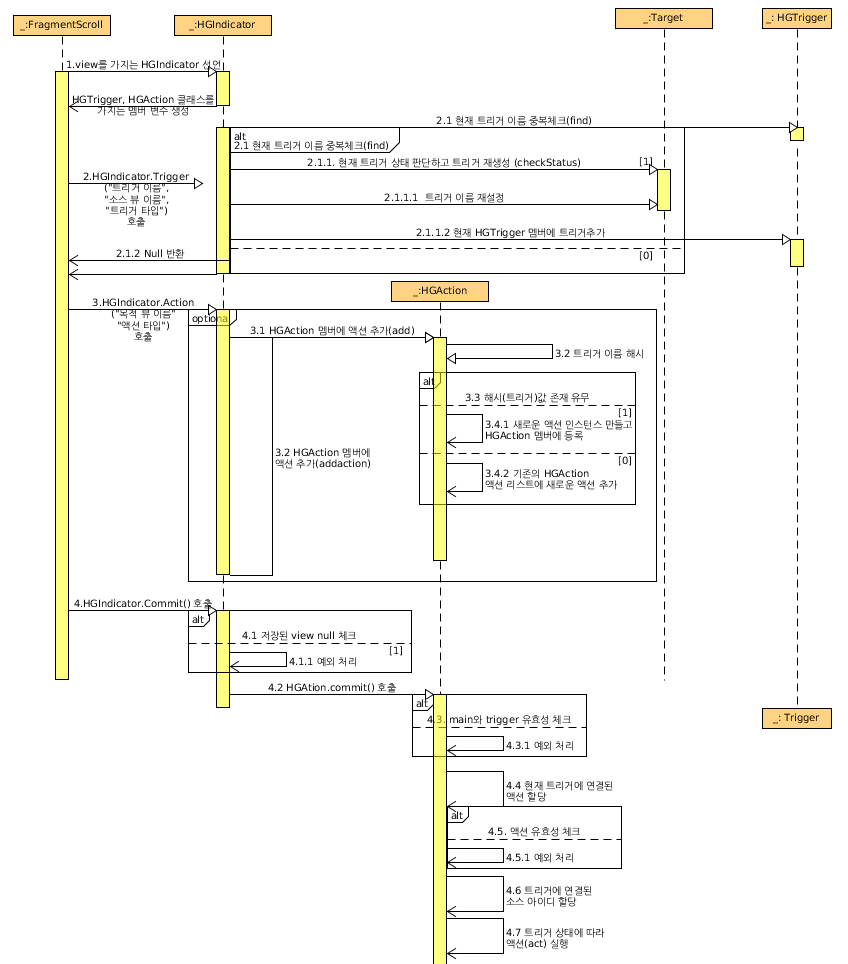 _:FragmentScroll
_:HGIndicator
_:Target
_: HGTrigger
1.view를 가지는 HGIndicator 선언
HGTrigger, HGAction 클래스를
가지는 멤버 변수 생성
2.1 현재 트리거 이름 중복체크(find)
alt
2.1 현재 트리거 이름 중복체크(find)
2.1.1. 현재 트리거 상태 판단하고 트리거 재생성 (checkStatus)
[1]
2.HGIndicator.Trigger
("트리거 이름",
"소스 뷰 이름",
"트리거 타입")
호출
2.1.1.1 트리거 이름 재설정
2.1.1.2 현재 HGTrigger 멤버에 트리거추가
2.1.2 Null 반환
[0]
_:HGAction
3.HGIndicator.Action
("목적 뷰 이름"
"액션 타입")
호출
optional
3.1 HGAction 멤버에 액션 추가(add)
3.2 트리거 이름 해시
alt
3.3 해시(트리거)값 존재 유무
[1]
3.4.1 새로운 액션 인스턴스 만들고
HGAction 멤버에 등록
3.2 HGAction 멤버에
액션 추가(addaction)
[0]
3.4.2 기존의 HGAction
액션 리스트에 새로운 액션 추가
4.HGIndicator.Commit() 호출
alt
4.1 저장된 view null 체크
[1]
4.1.1 예외 처리
4.2 HGAtion.commit() 호출
alt
4.3. main와 trigger 유효성 체크
_: Trigger
4.3.1 예외 처리
4.4 현재 트리거에 연결된
액션 할당
alt
4.5. 액션 유효성 체크
4.5.1 예외 처리
4.6 트리거에 연결된
소스 아이디 할당
4.7 트리거 상태에 따라
액션(act) 실행